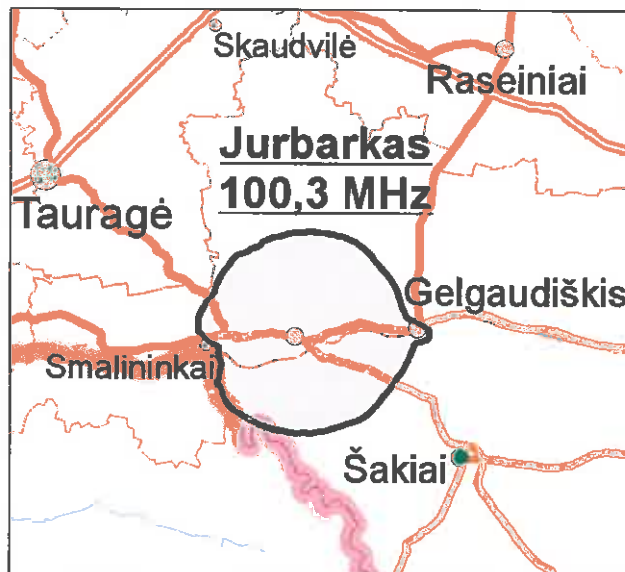 Skaudvilė
Raseiniai
Jurbarkas
100,3 MHz
Tauragė
Gelgaudiškis
Smalininkai
Šakiai